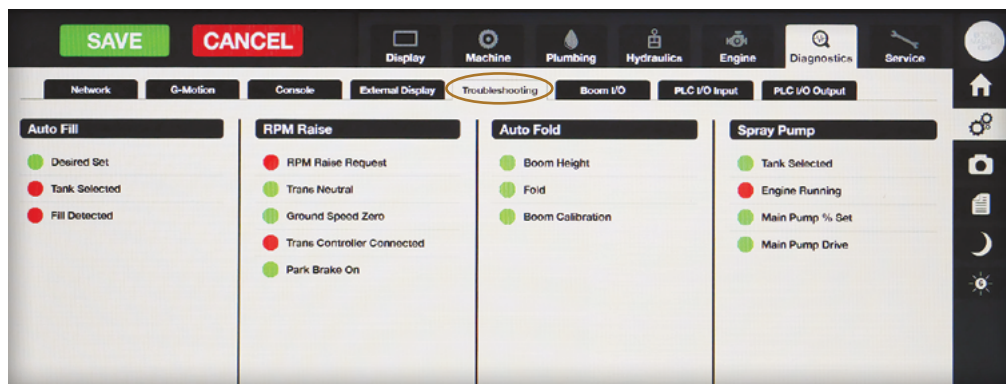 SAVE
CANCEL
Display
Machine
Plumbing
Hydraulics
Engine
Diagnostics
Service
Network
G-Motion
Console
External Display
Troubleshooting
Boom I/O
PLC I/O Input
PLC I/O Output
Auto Fill
Desired Set
Tank Selected
Fill Detected
RPM Raise
RPM Raise Request
Trans Neutral
Ground Speed Zero
Trans Controller Connected
Park Brake On
Auto Fold
Boom Height
Fold
Boom Calibration
Spray Pump
Tank Selected
Engine Running
Main Pump % Set
Main Pump Drive